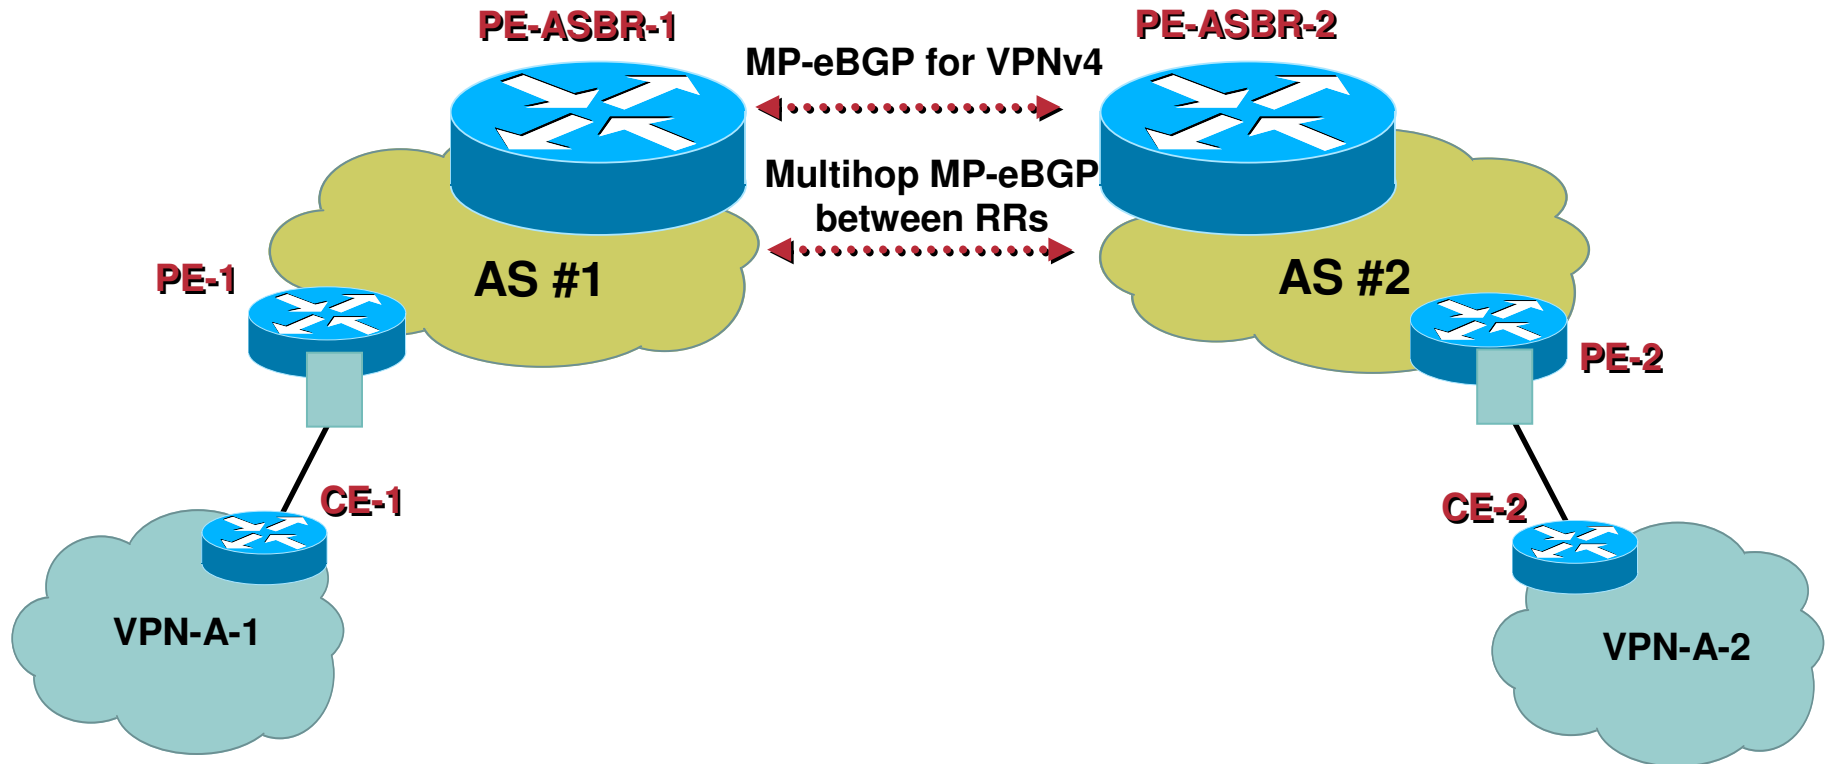 PE-ASBR-1
PE-ASBR-2
MP-eBGP for VPNv4
Multihop MP-eBGP
between RRs
PE-1
AS #1
AS #2
PE-2
CE-1
CE-2
VPN-A-1
VPN-A-2